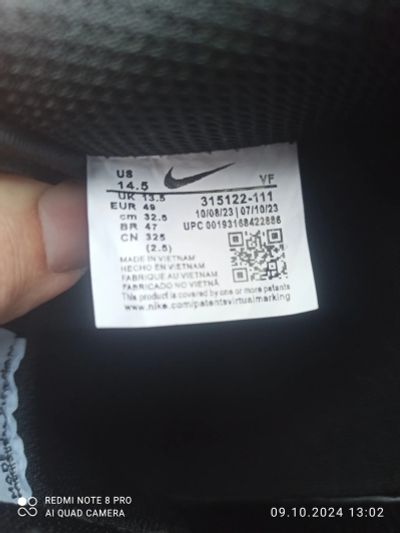 US
14.5
VF
UK 13.5
315122-111
EUR 49
10/08/23 | 07/10/23
cm 32.5
BR 47
UPC 00193168422886
CN 325
(2.5)
MADE IN VIETNAM
HECHO EN VIETNAM
FABRIQUE AU VIETNAM
FABRICADO NO VIETNÃ
This product is covered by one or more patents
www.nike.com/patentsvirtualmarking
REDMI NOTE 8 PRO
AI QUAD CAMERA
09.10.2024 13:02